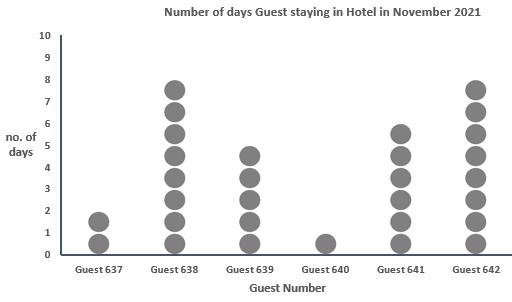 Number of days Guest staying in Hotel in November 2021
10
9
8
7
6
5
4
3
2
1
0
no. of
days
Guest 637 Guest 638 Guest 639 Guest 640 Guest 641 Guest 642
Guest Number